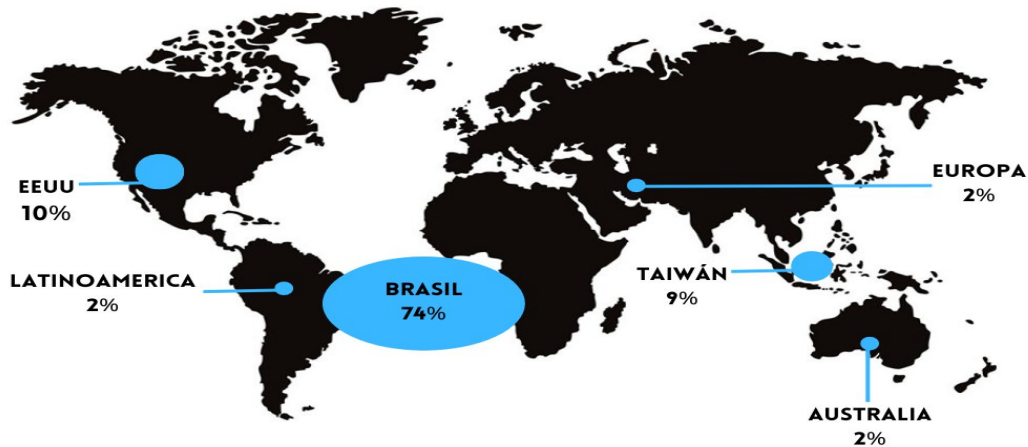 EEUU
10%
LATINOAMERICA
2%
BRASIL
74%
EUROPA
2%
TAIWÁN
9%
AUSTRALIA
2%